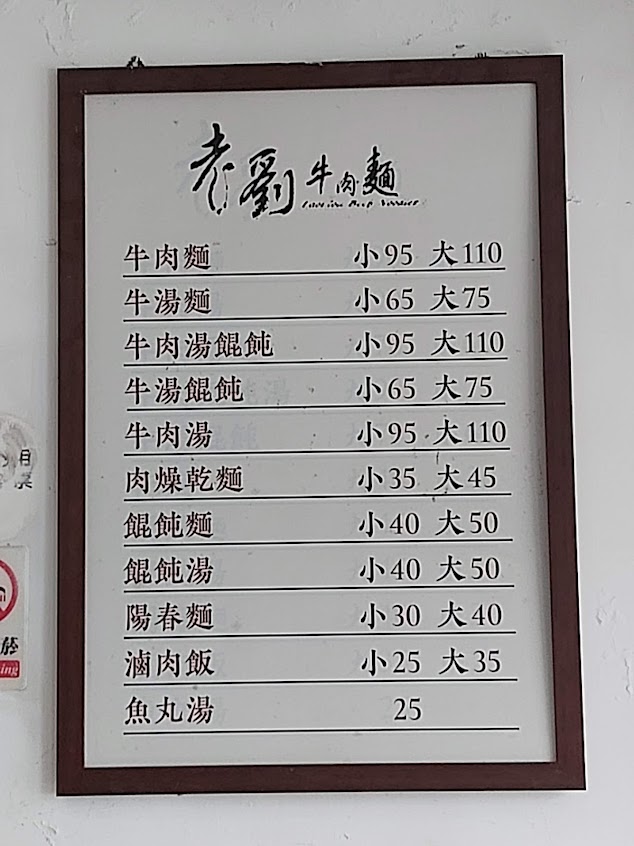 老劉牛肉麵
牛肉麵 小95 大110
牛湯麵 小65 大75
牛肉湯餛飩 小95 大110
牛湯餛飩 小65 大75
牛肉湯 小95 大110
肉燥乾麵 小35 大45
餛飩麵 小40 大50
餛飩湯 小40 大50
陽春麵 小30 大40
滷肉飯 小25 大35
魚丸湯 25
月
菸
ing